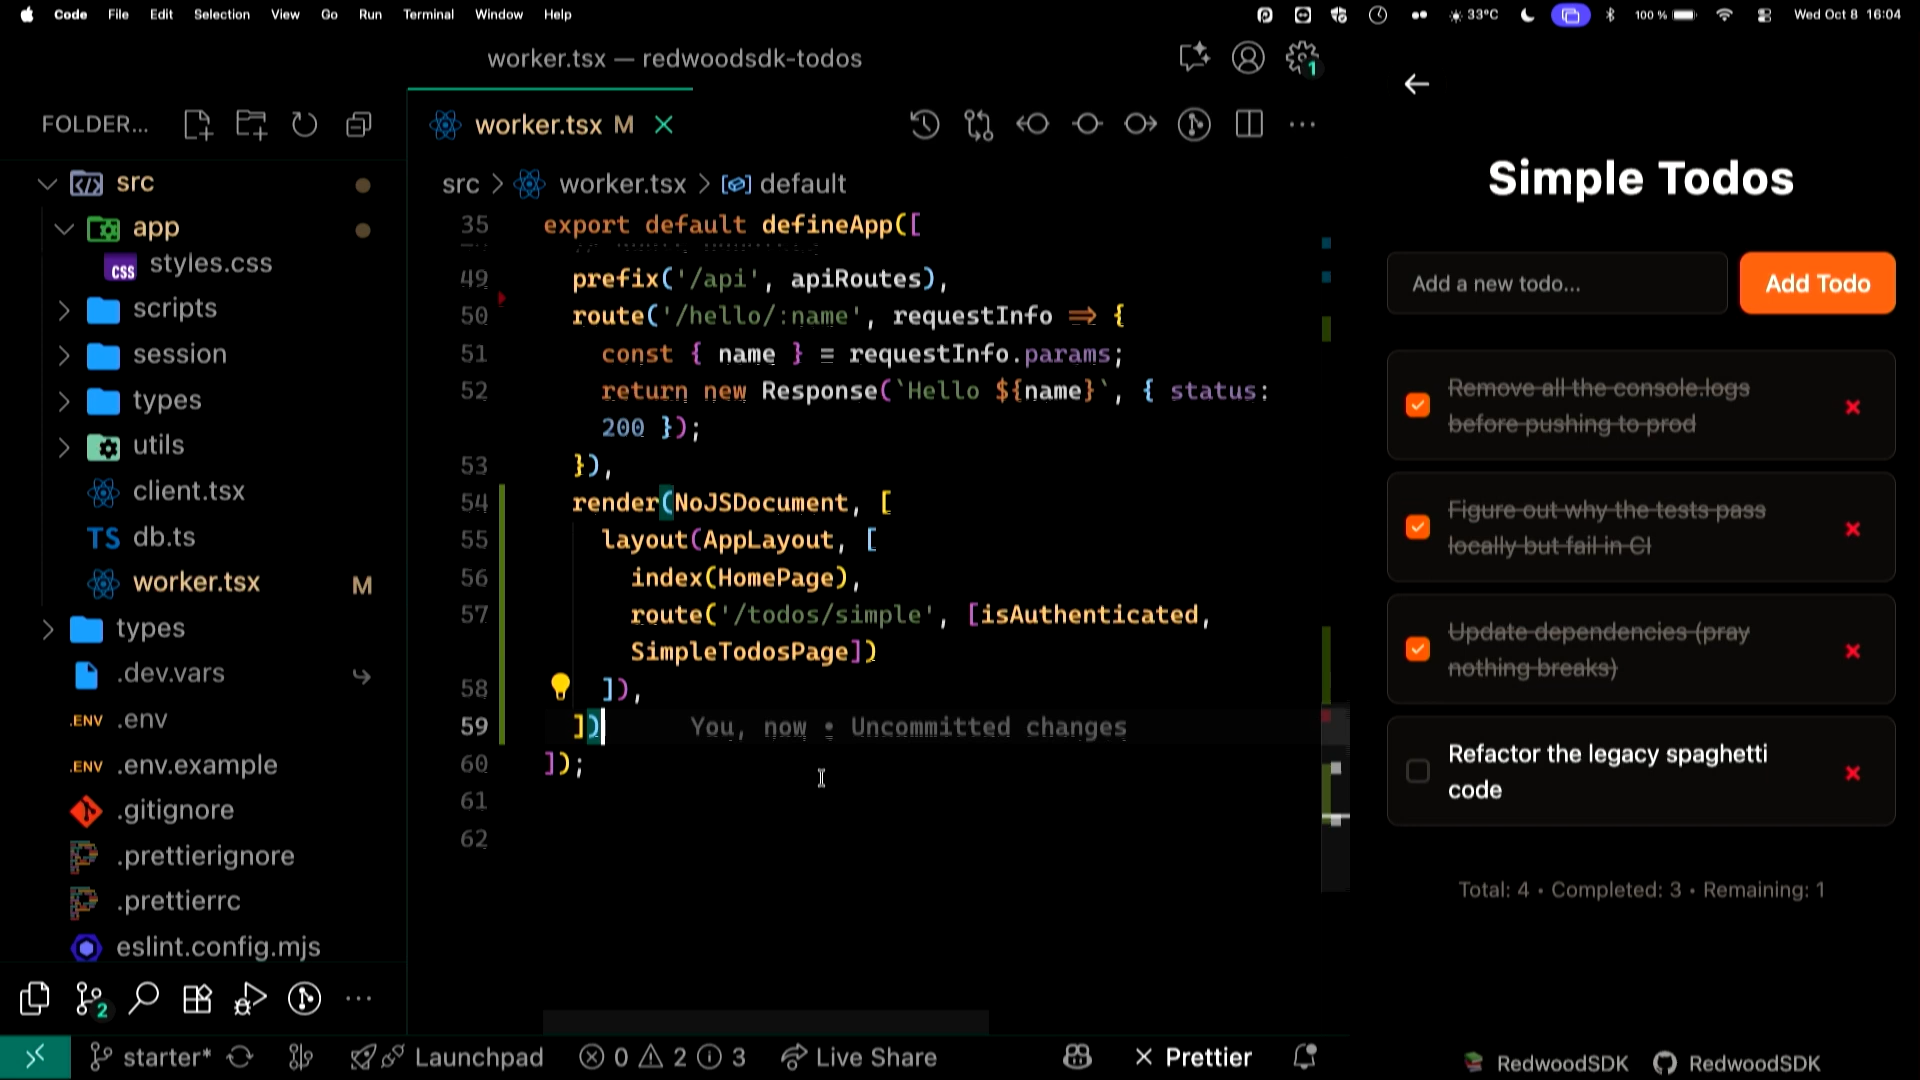 Code File Edit Selection View Go Run Terminal Window Help
33°C 100 % Wed Oct 8 16:04
worker.tsx — redwoodsdk-todos
1
FOLDER...
worker.tsx M
src > worker.tsx > default
src
app
styles.css
scripts
session
types
utils
client.tsx
TS db.ts
worker.tsx M
types
.dev.vars
.ENV .env
.ENV .env.example
.gitignore
.prettierignore
.prettierrc
eslint.config.mjs
35 export default defineApp([
49 prefix('/api', apiRoutes),
50 route('/hello/:name', requestInfo => {
51 const { name } = requestInfo.params;
52 return new Response(`Hello ${name}`, { status:
200 });
53 }),
54 render(NoJSDocument, [
55 layout(AppLayout, [
56 index(HomePage),
57 route('/todos/simple', [isAuthenticated,
SimpleTodosPage])
58 ]),
59 ]) You, now • Uncommitted changes
60 ]);
61
62
Simple Todos
Add a new todo... Add Todo
Remove all the console.logs
before pushing to prod
Figure out why the tests pass
locally but fail in CI
Update dependencies (pray
nothing breaks)
Refactor the legacy spaghetti
code
Total: 4 • Completed: 3 • Remaining: 1
RedwoodSDK RedwoodSDK
2
starter* Launchpad 0 2 3 Live Share Prettier